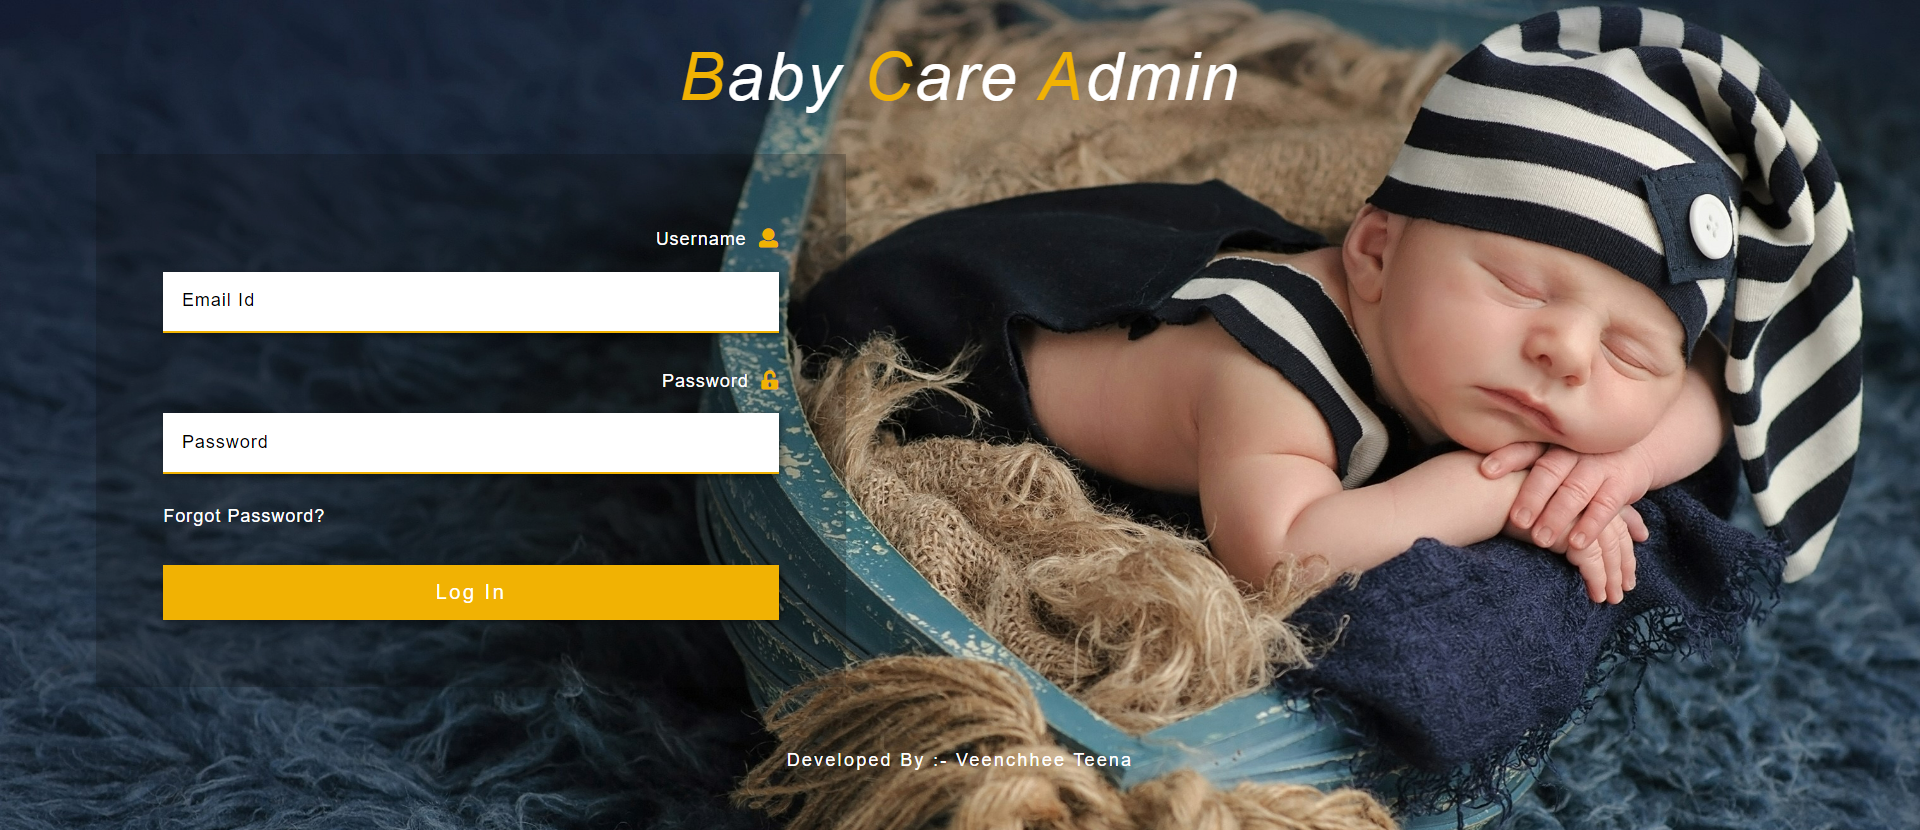 Baby Care Admin
Username
Email Id
Password
Password
Forgot Password?
Log In
Developed By :- Veenchhee Teena